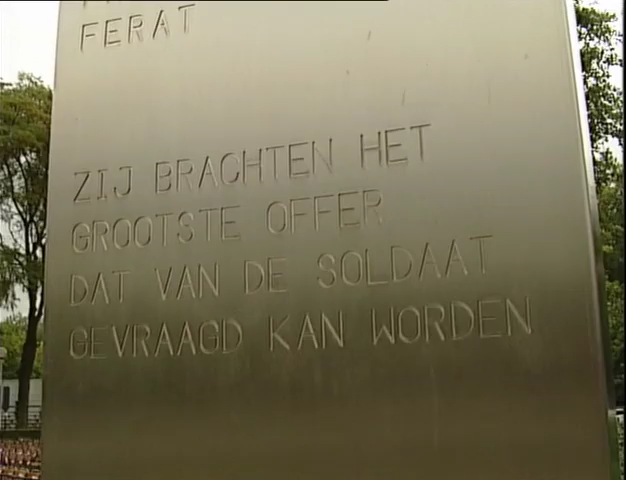 FERAT
ZIJ BRACHTEN HET
GROOTSTE OFFER
DAT VAN DE SOLDAAT
GEVRAAGD KAN WORDEN